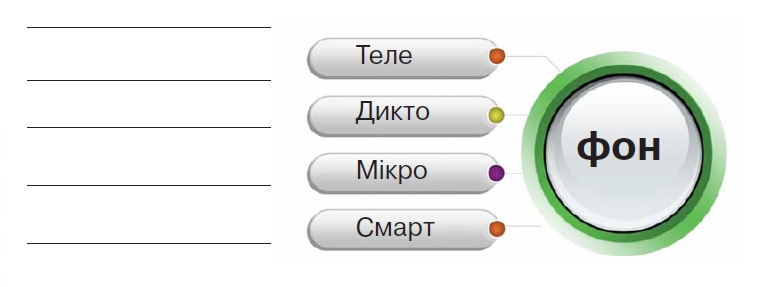 Теле
Дикто
Мікро
Смарт
фон